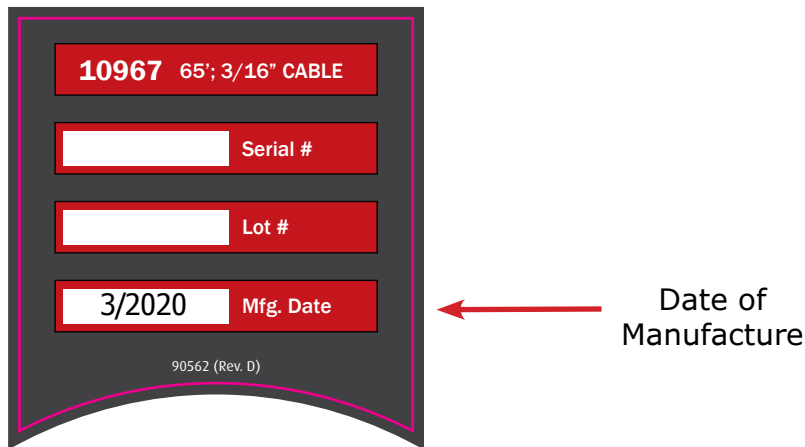 10967 65’; 3/16” CABLE
Serial #
Lot #
3/2020 Mfg. Date
90562 (Rev. D)
Date of
Manufacture